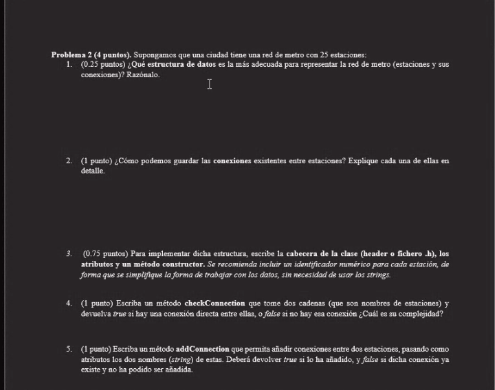 Problema 2 (4 puntos). Supongamos que una ciudad tiene una red de metro con 25 estaciones:
1. (0.25 puntos) ¿Qué estructura de datos es la más adecuada para representar la red de metro (estaciones y sus
conexiones)? Razónalo.
2. (1 punto) ¿Cómo podemos guardar las conexiones existentes entre estaciones? Explique cada una de ellas en
detalle.
3. (0.75 puntos) Para implementar dicha estructura, escribe la cabecera de la clase (header o fichero .h), los
atributos y un método constructor. Se recomienda incluir un identificador numérico para cada estación, de
forma que se simplifique la forma de trabajar con los datos, sin necesidad de usar los strings.
4. (1 punto) Escriba un método checkConnection que tome dos cadenas (que son nombres de estaciones) y
devuelva true si hay una conexión directa entre ellas, o false si no hay esa conexión ¿Cuál es su complejidad?
5. (1 punto) Escriba un método addConnection que permita añadir conexiones entre dos estaciones, pasando como
atributos los dos nombres (string) de estas. Deberá devolver true si lo ha añadido, y false si dicha conexión ya
existe y no ha podido ser añadida.